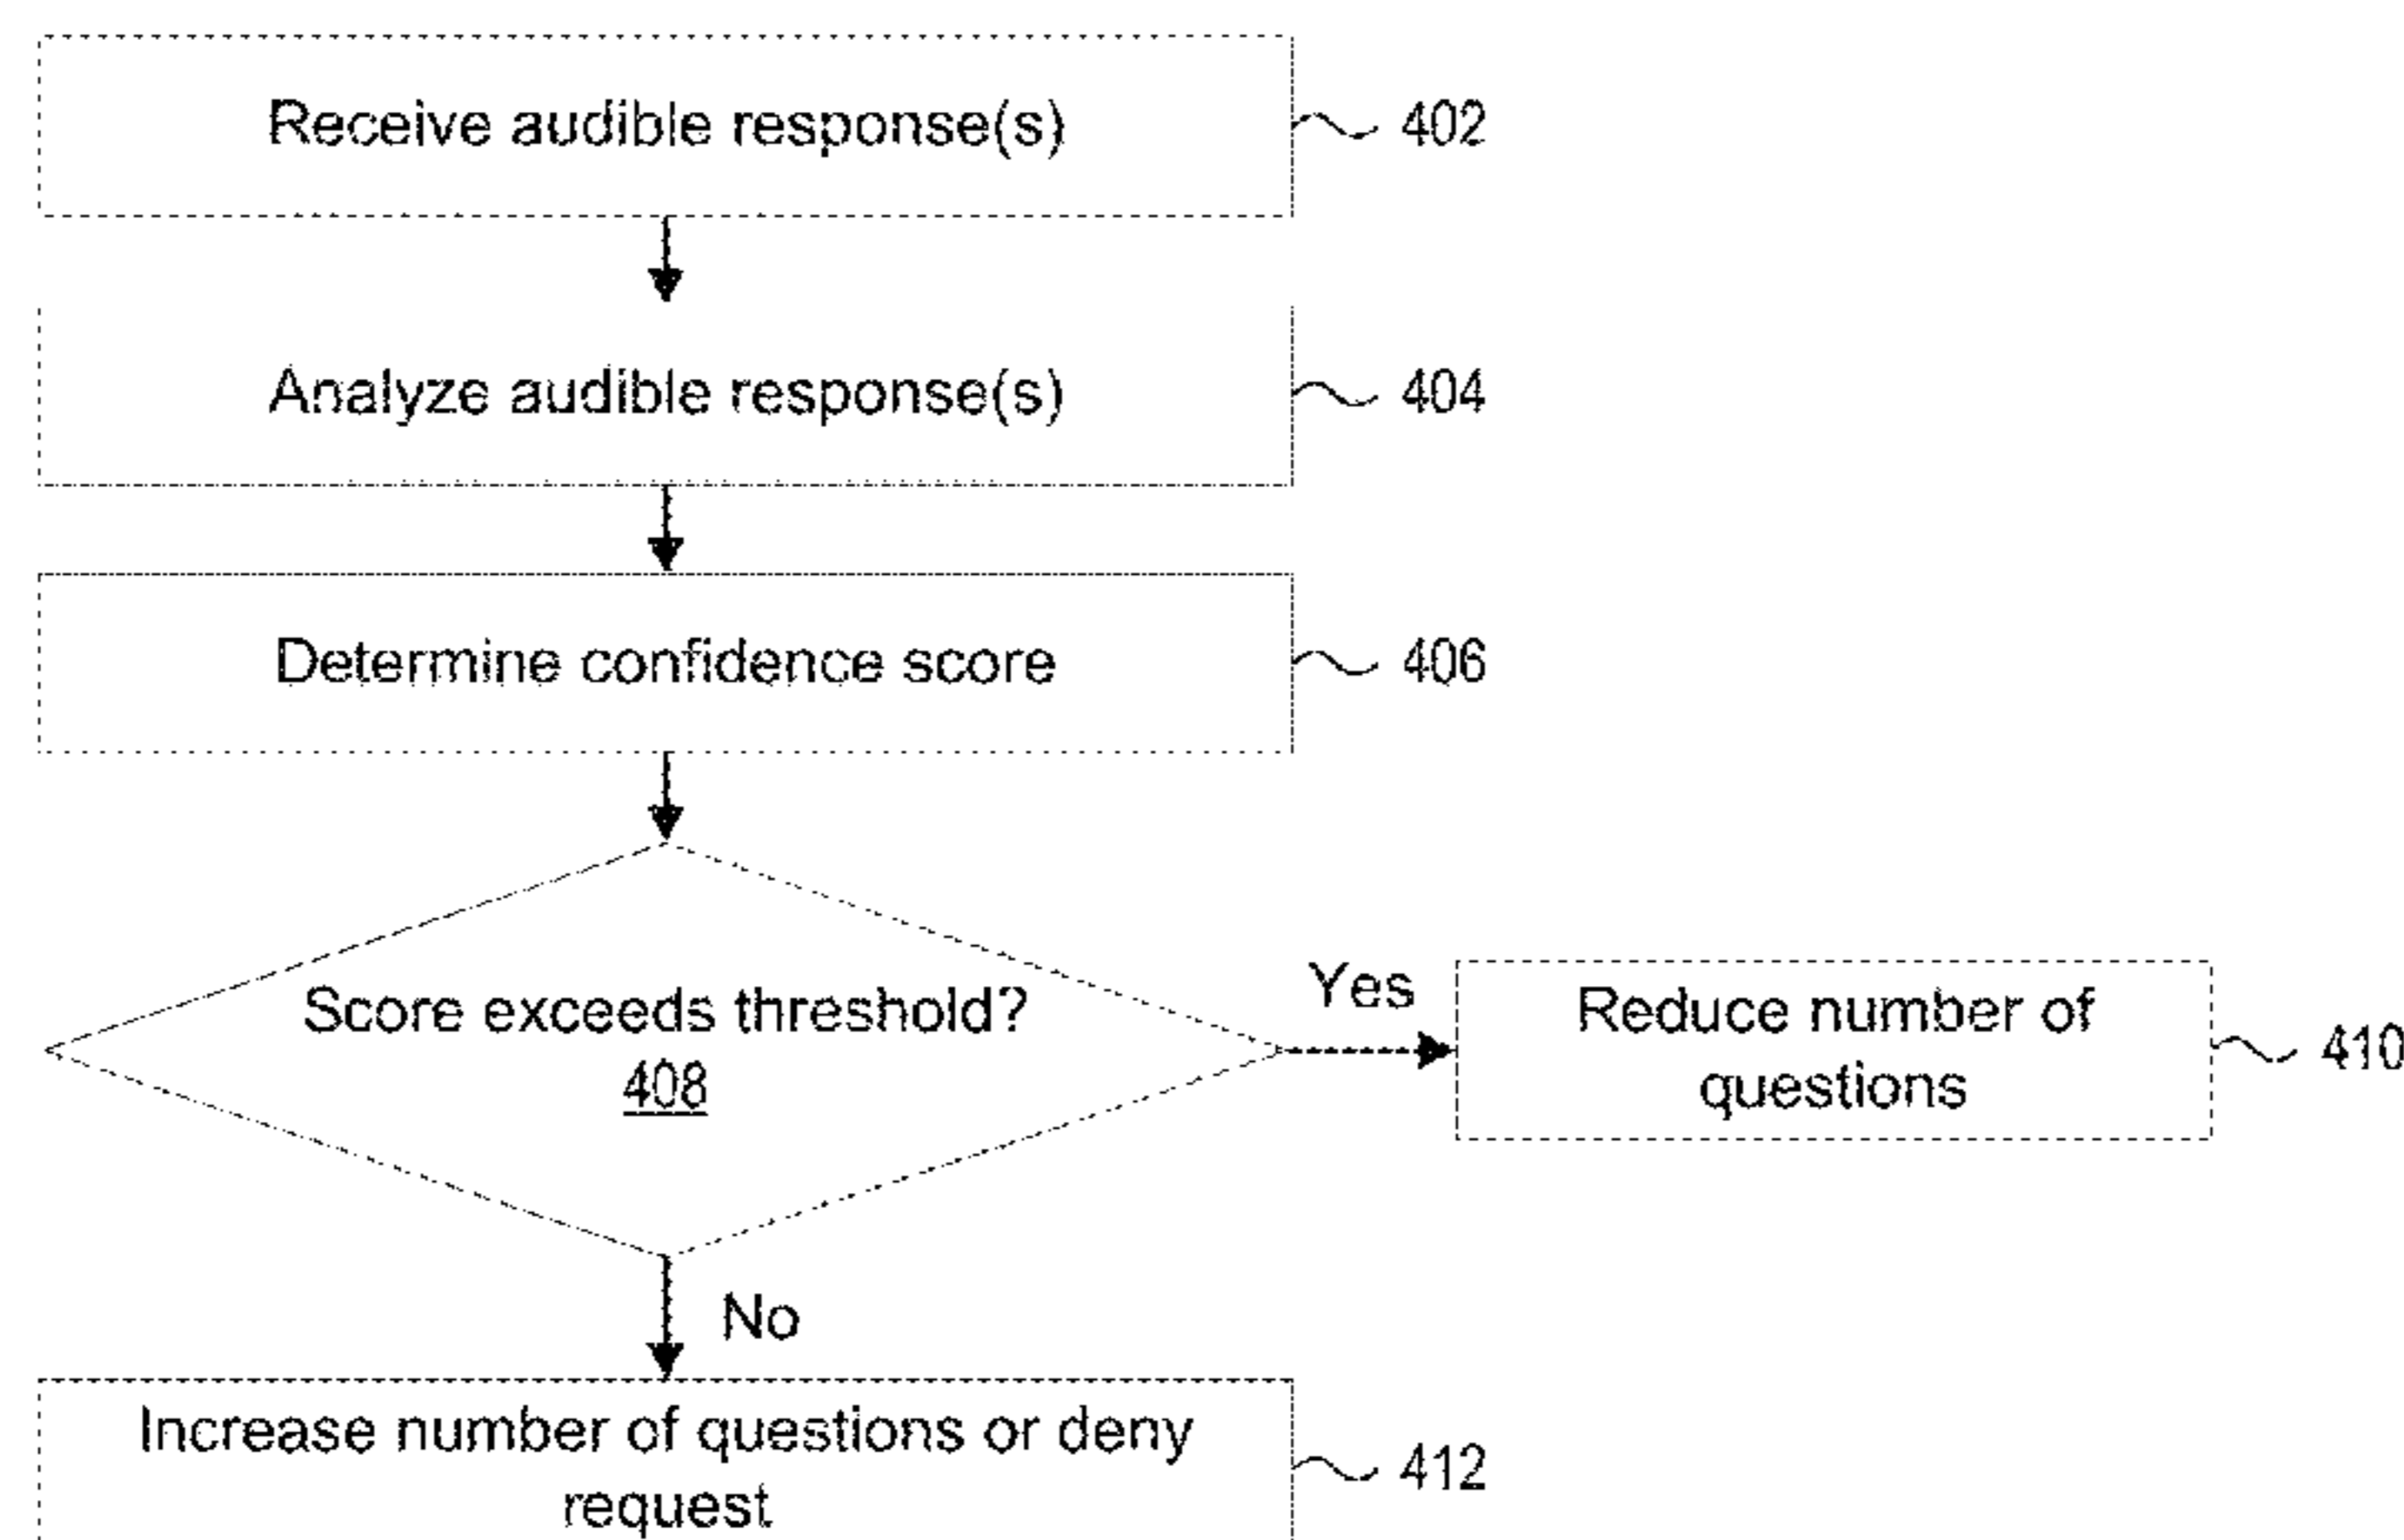 Receive audible response(s)
402
Analyze audible response(s)
404
Determine confidence score
406
Score exceeds threshold?
408
Yes
Reduce number of
questions
410
No
Increase number of questions or deny
request
412